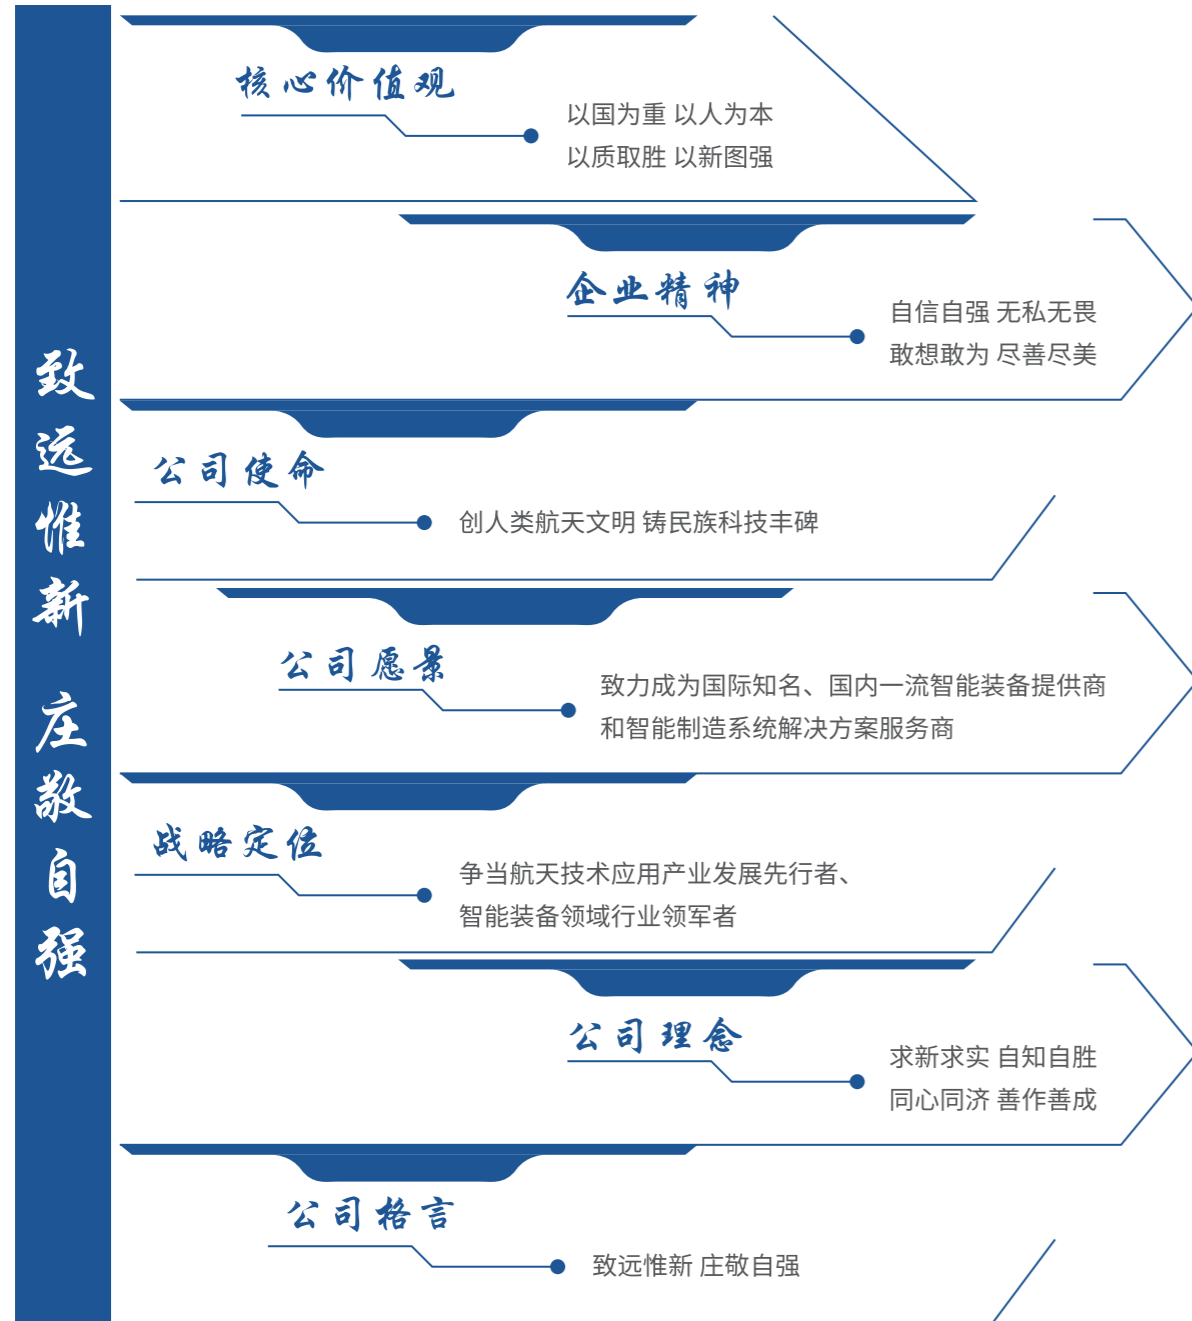 致远惟新 庄敬自强
核心价值观
以国为重 以人为本
以质取胜 以新图强
企业精神
自信自强 无私无畏
敢想敢为 尽善尽美
公司使命
创人类航天文明 铸民族科技丰碑
公司愿景
致力成为国际知名、国内一流智能装备提供商
和智能制造系统解决方案服务商
战略定位
争当航天技术应用产业发展先行者、
智能装备领域行业领军者
公司理念
求新求实 自知自胜
同心同济 善作善成
公司格言
致远惟新 庄敬自强